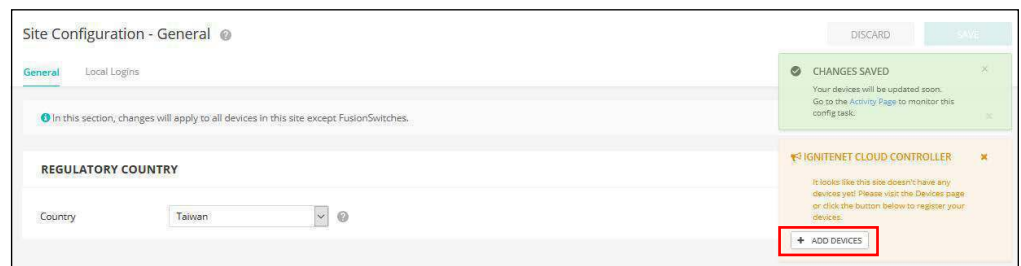 Site Configuration - General
DISCARD
SAVE
General
Local Logins
CHANGES SAVED
Your devices will be updated soon.
Go to the Activity Page to monitor this
config task.
In this section, changes will apply to all devices in this site except FusionSwitches.
IGNITENET CLOUD CONTROLLER
It looks like this site doesn't have any
devices yet! Please visit the Devices page
or click the button below to register your
devices.
+ ADD DEVICES
REGULATORY COUNTRY
Country
Taiwan